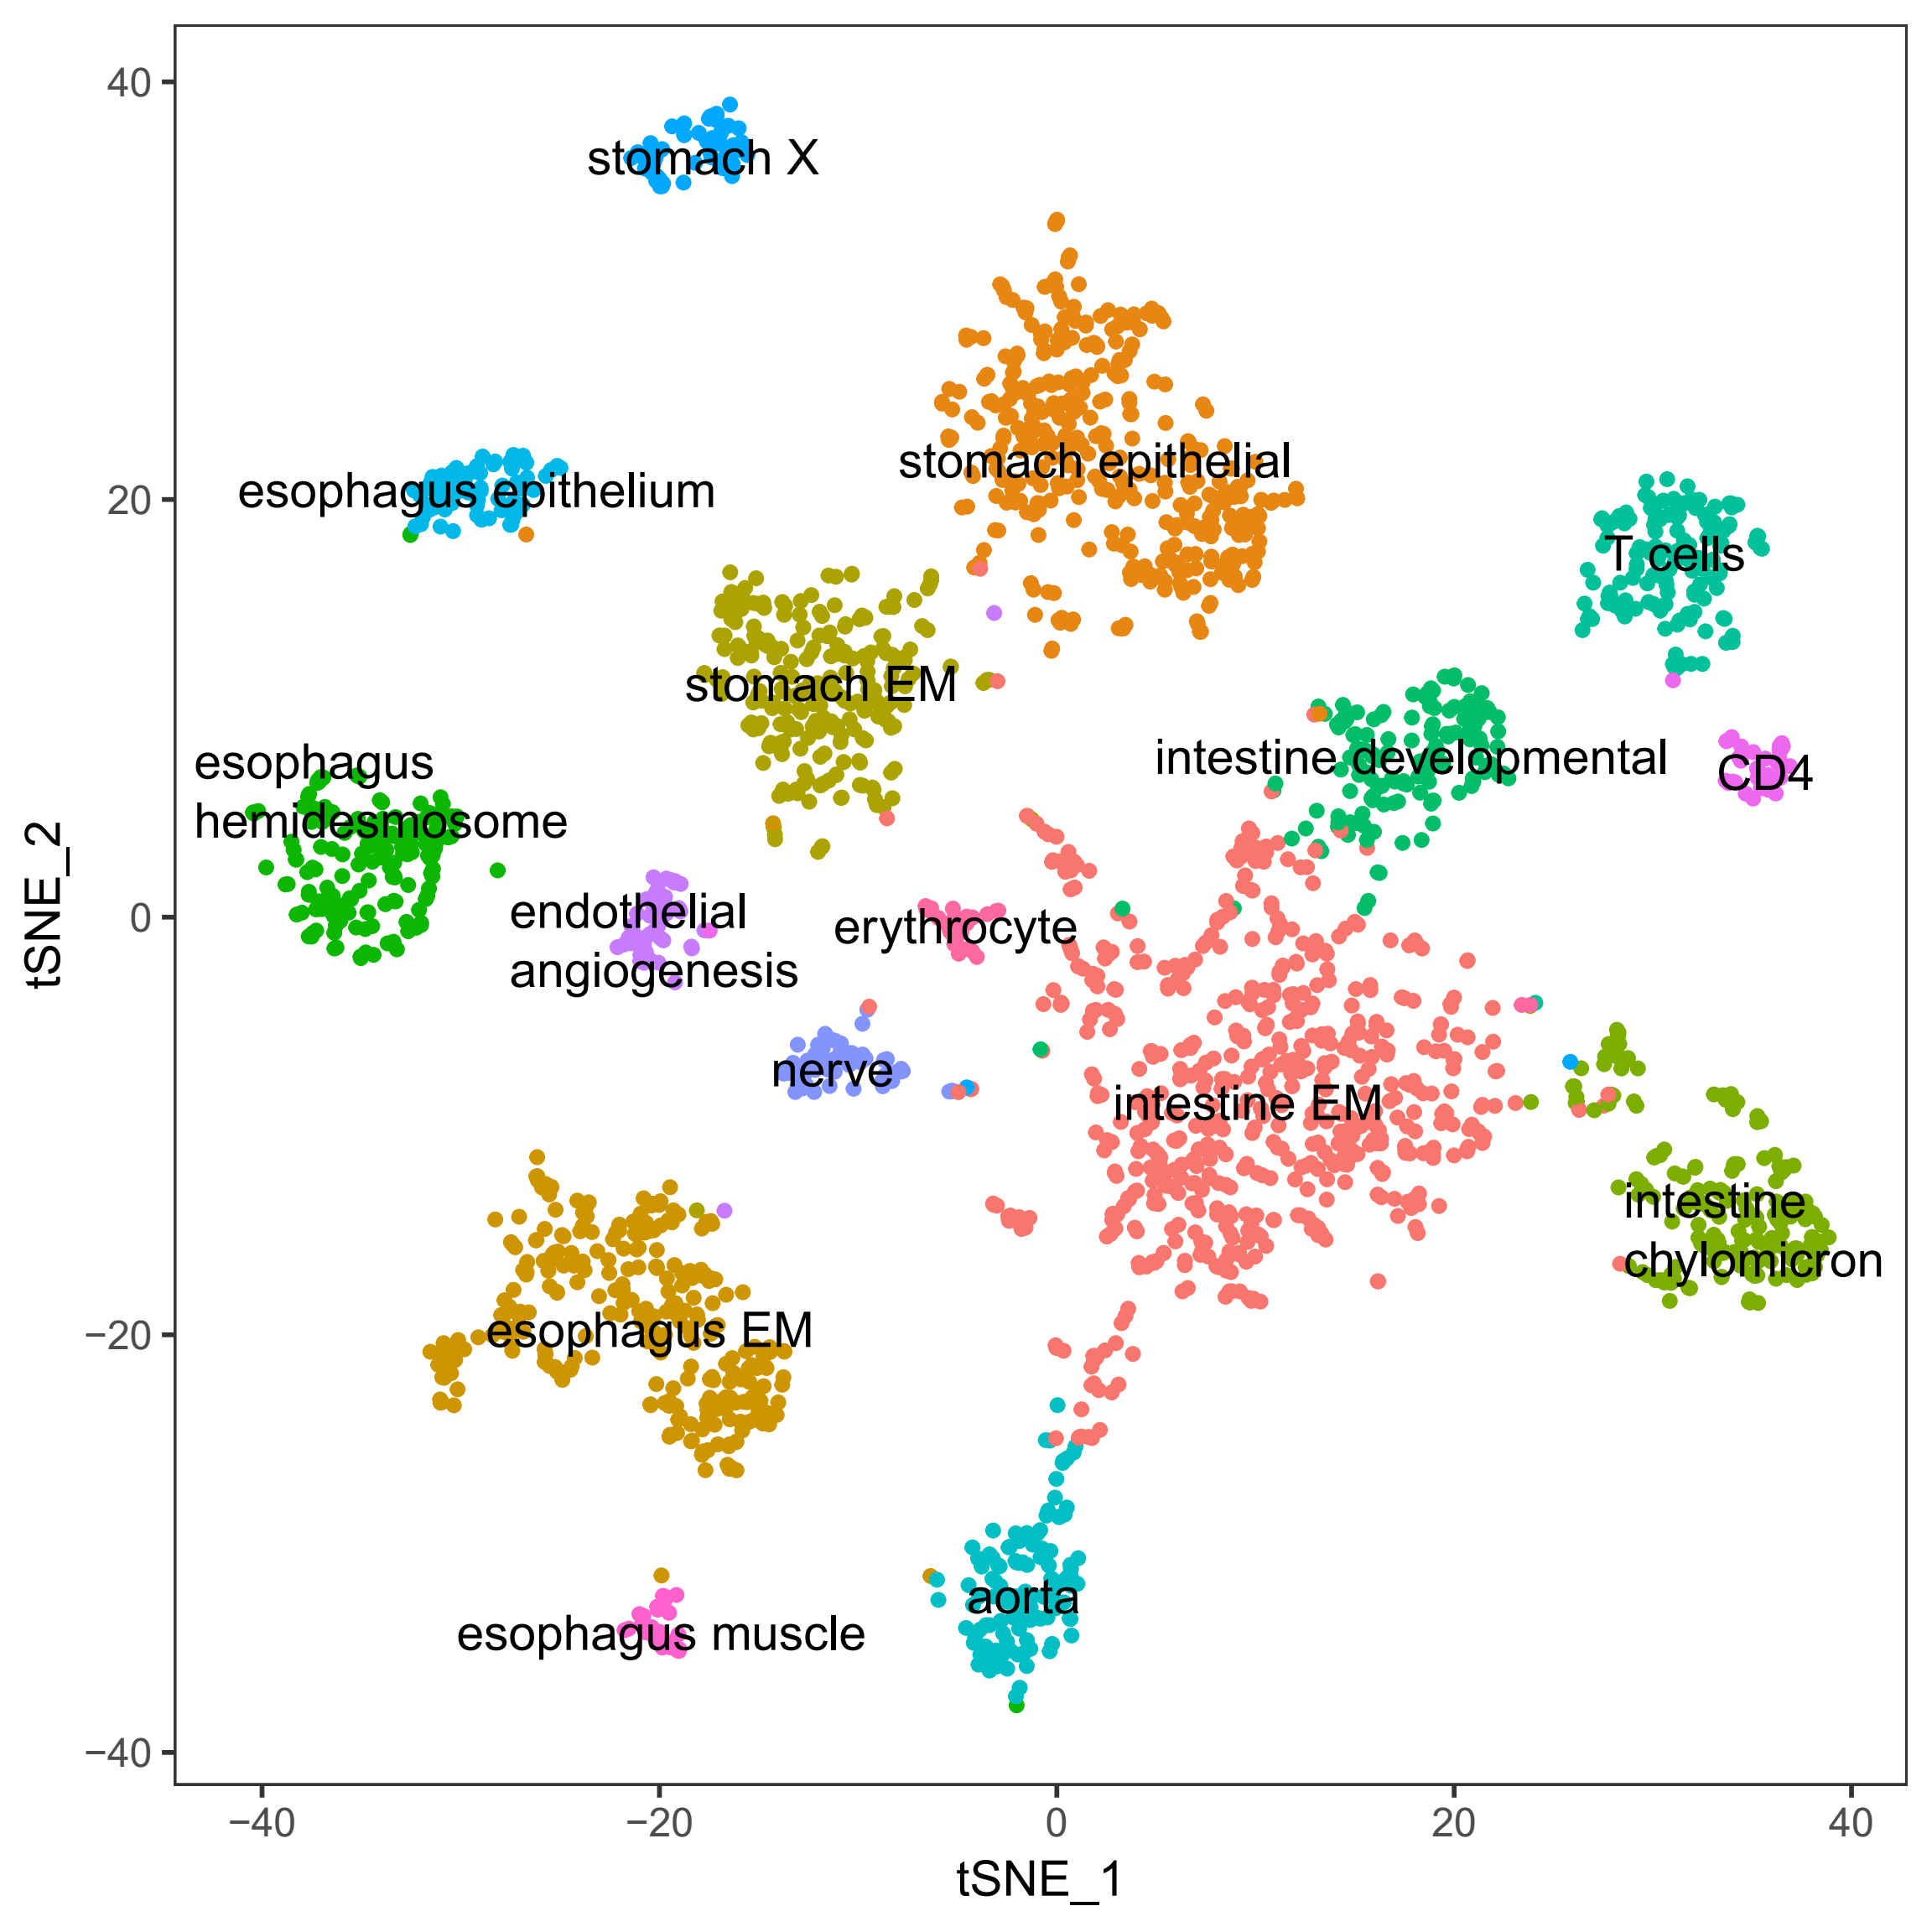 40
20
0
−20
−40
tSNE_2
stomach X
stomach epithelial
esophagus epithelium
T cells
stomach EM
intestine developmental
CD4
esophagus
hemidesmosome
endothelial
angiogenesis
erythrocyte
nerve
intestine EM
intestine
chylomicron
esophagus EM
aorta
esophagus muscle
−40
−20
0
20
40
tSNE_1